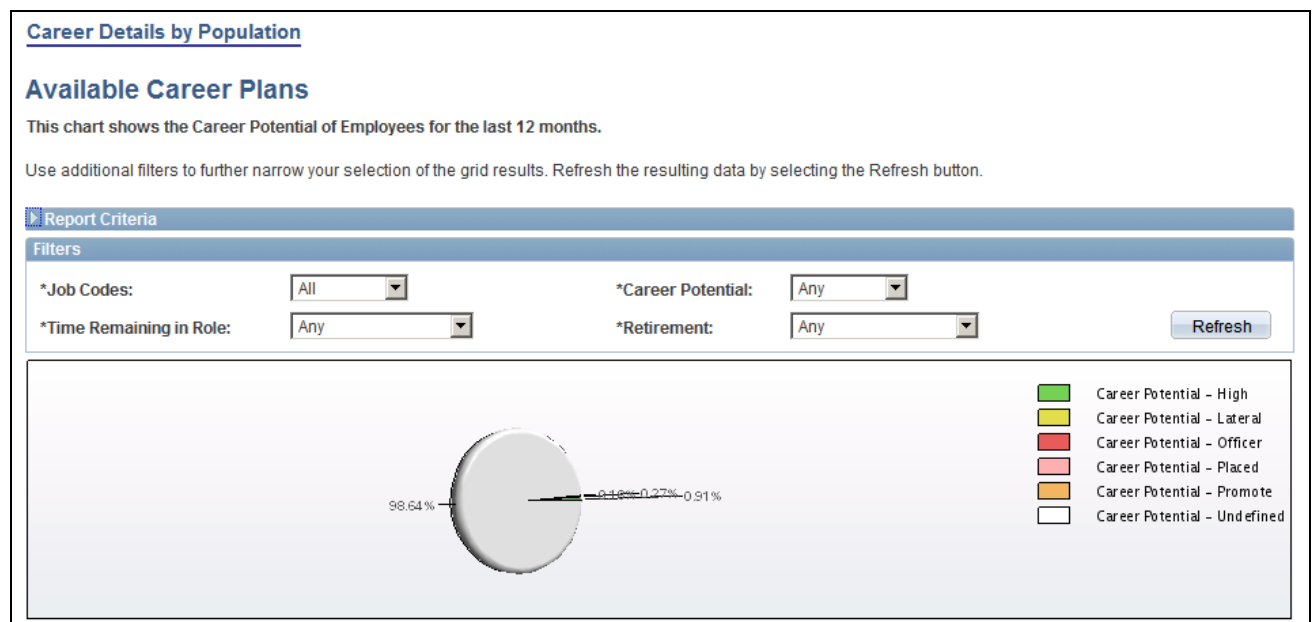 Career Details by Population
Available Career Plans
This chart shows the Career Potential of Employees for the last 12 months.
Use additional filters to further narrow your selection of the grid results. Refresh the resulting data by selecting the Refresh button.
Report Criteria
Filters
*Job Codes: All *Career Potential: Any
*Time Remaining in Role: Any *Retirement: Any Refresh
Career Potential - High
Career Potential - Lateral
Career Potential - Officer
Career Potential - Placed
Career Potential - Promote
Career Potential - Undefined
98.64% 0.27% 0.91%